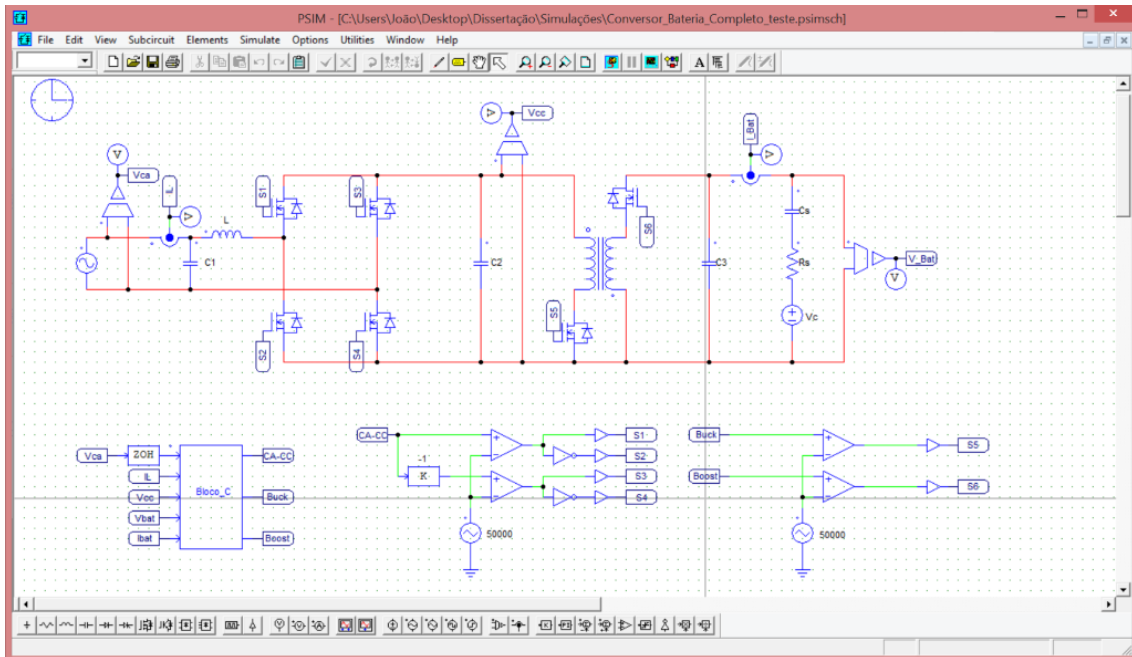 PSIM - [C:\Users\João\Desktop\Dissertação\Simulações\Conversor_Bateria_Completo_teste.psimsch]
File Edit View Subcircuit Elements Simulate Options Utilities Window Help
V
Vcc
V
I_Bat
V
Vca
IL
V
S1
S3
L
S6
Cs
C1
C2
C3
Rs
V_Bat
V
S5
Vc
S2
S4
Vca
ZOH
IL
Vcc
Vbat
Ibat
Bloco_C
CA-CC
Buck
Boost
CA-CC
-1
K
S1
S2
S3
S4
50000
Buck
Boost
S5
S6
50000